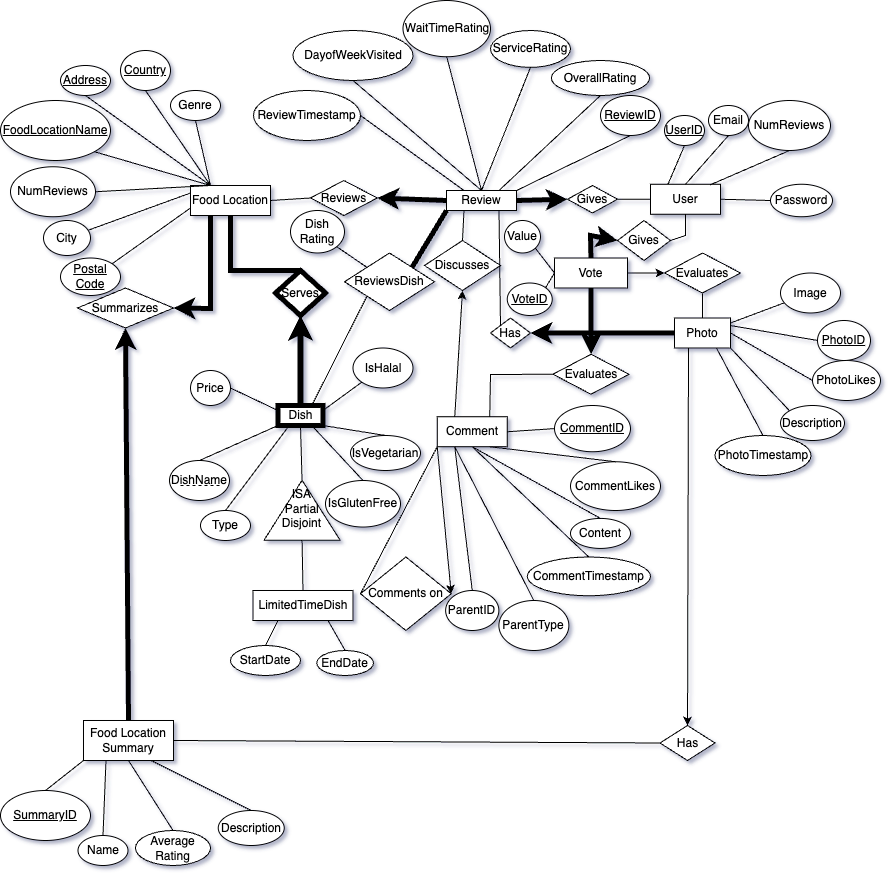 WaitTimeRating
DayofWeekVisited
ServiceRating
Address
Country
OverallRating
Genre
ReviewTimestamp
ReviewID
FoodLocationName
UserID
Email
NumReviews
NumReviews
Food Location
Reviews
Review
Gives
User
Password
City
Dish
Rating
Value
Gives
Postal
Code
Discusses
Vote
Evaluates
ReviewsDish
Serves
VoteID
Image
Summarizes
Has
Photo
PhotoID
IsHalal
Evaluates
PhotoLikes
Price
Dish
Description
Comment
CommentID
IsVegetarian
PhotoTimestamp
DishName
CommentLikes
ISA
Partial
Disjoint
IsGlutenFree
Type
Content
CommentTimestamp
Comments on
LimitedTimeDish
ParentID
ParentType
StartDate
EndDate
Food Location
Summary
Has
SummaryID
Description
Name
Average
Rating